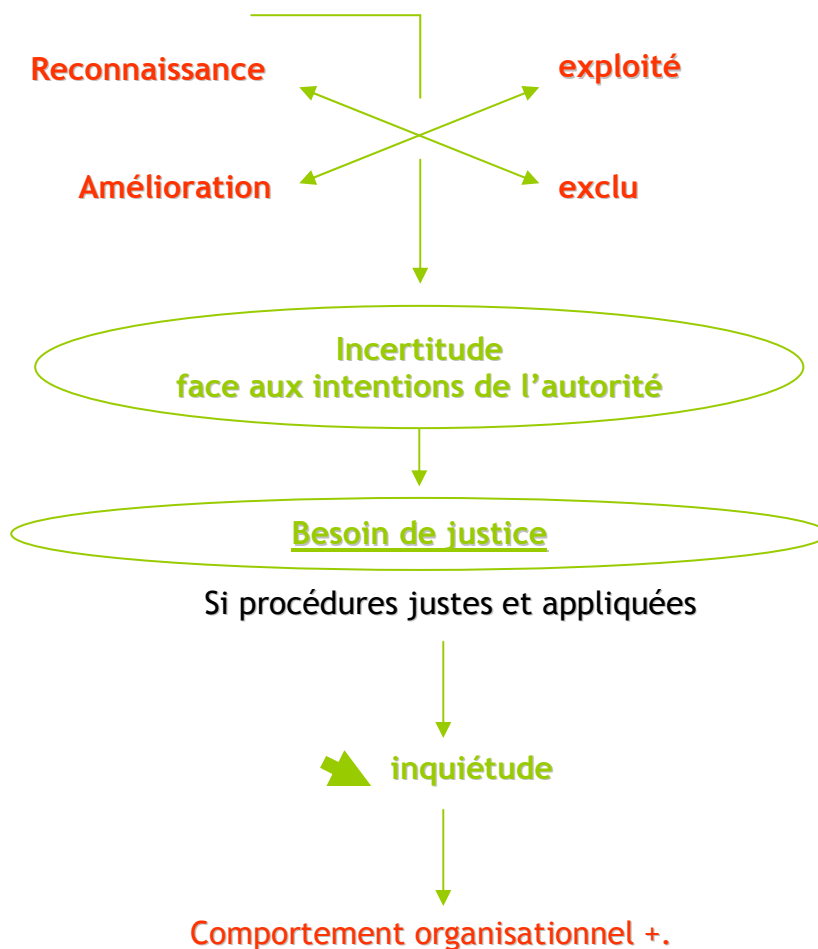 Reconnaissance exploité
Amélioration exclu
Incertitude
face aux intentions de l’autorité
Besoin de justice
Si procédures justes et appliquées
inquiétude
Comportement organisationnel +.